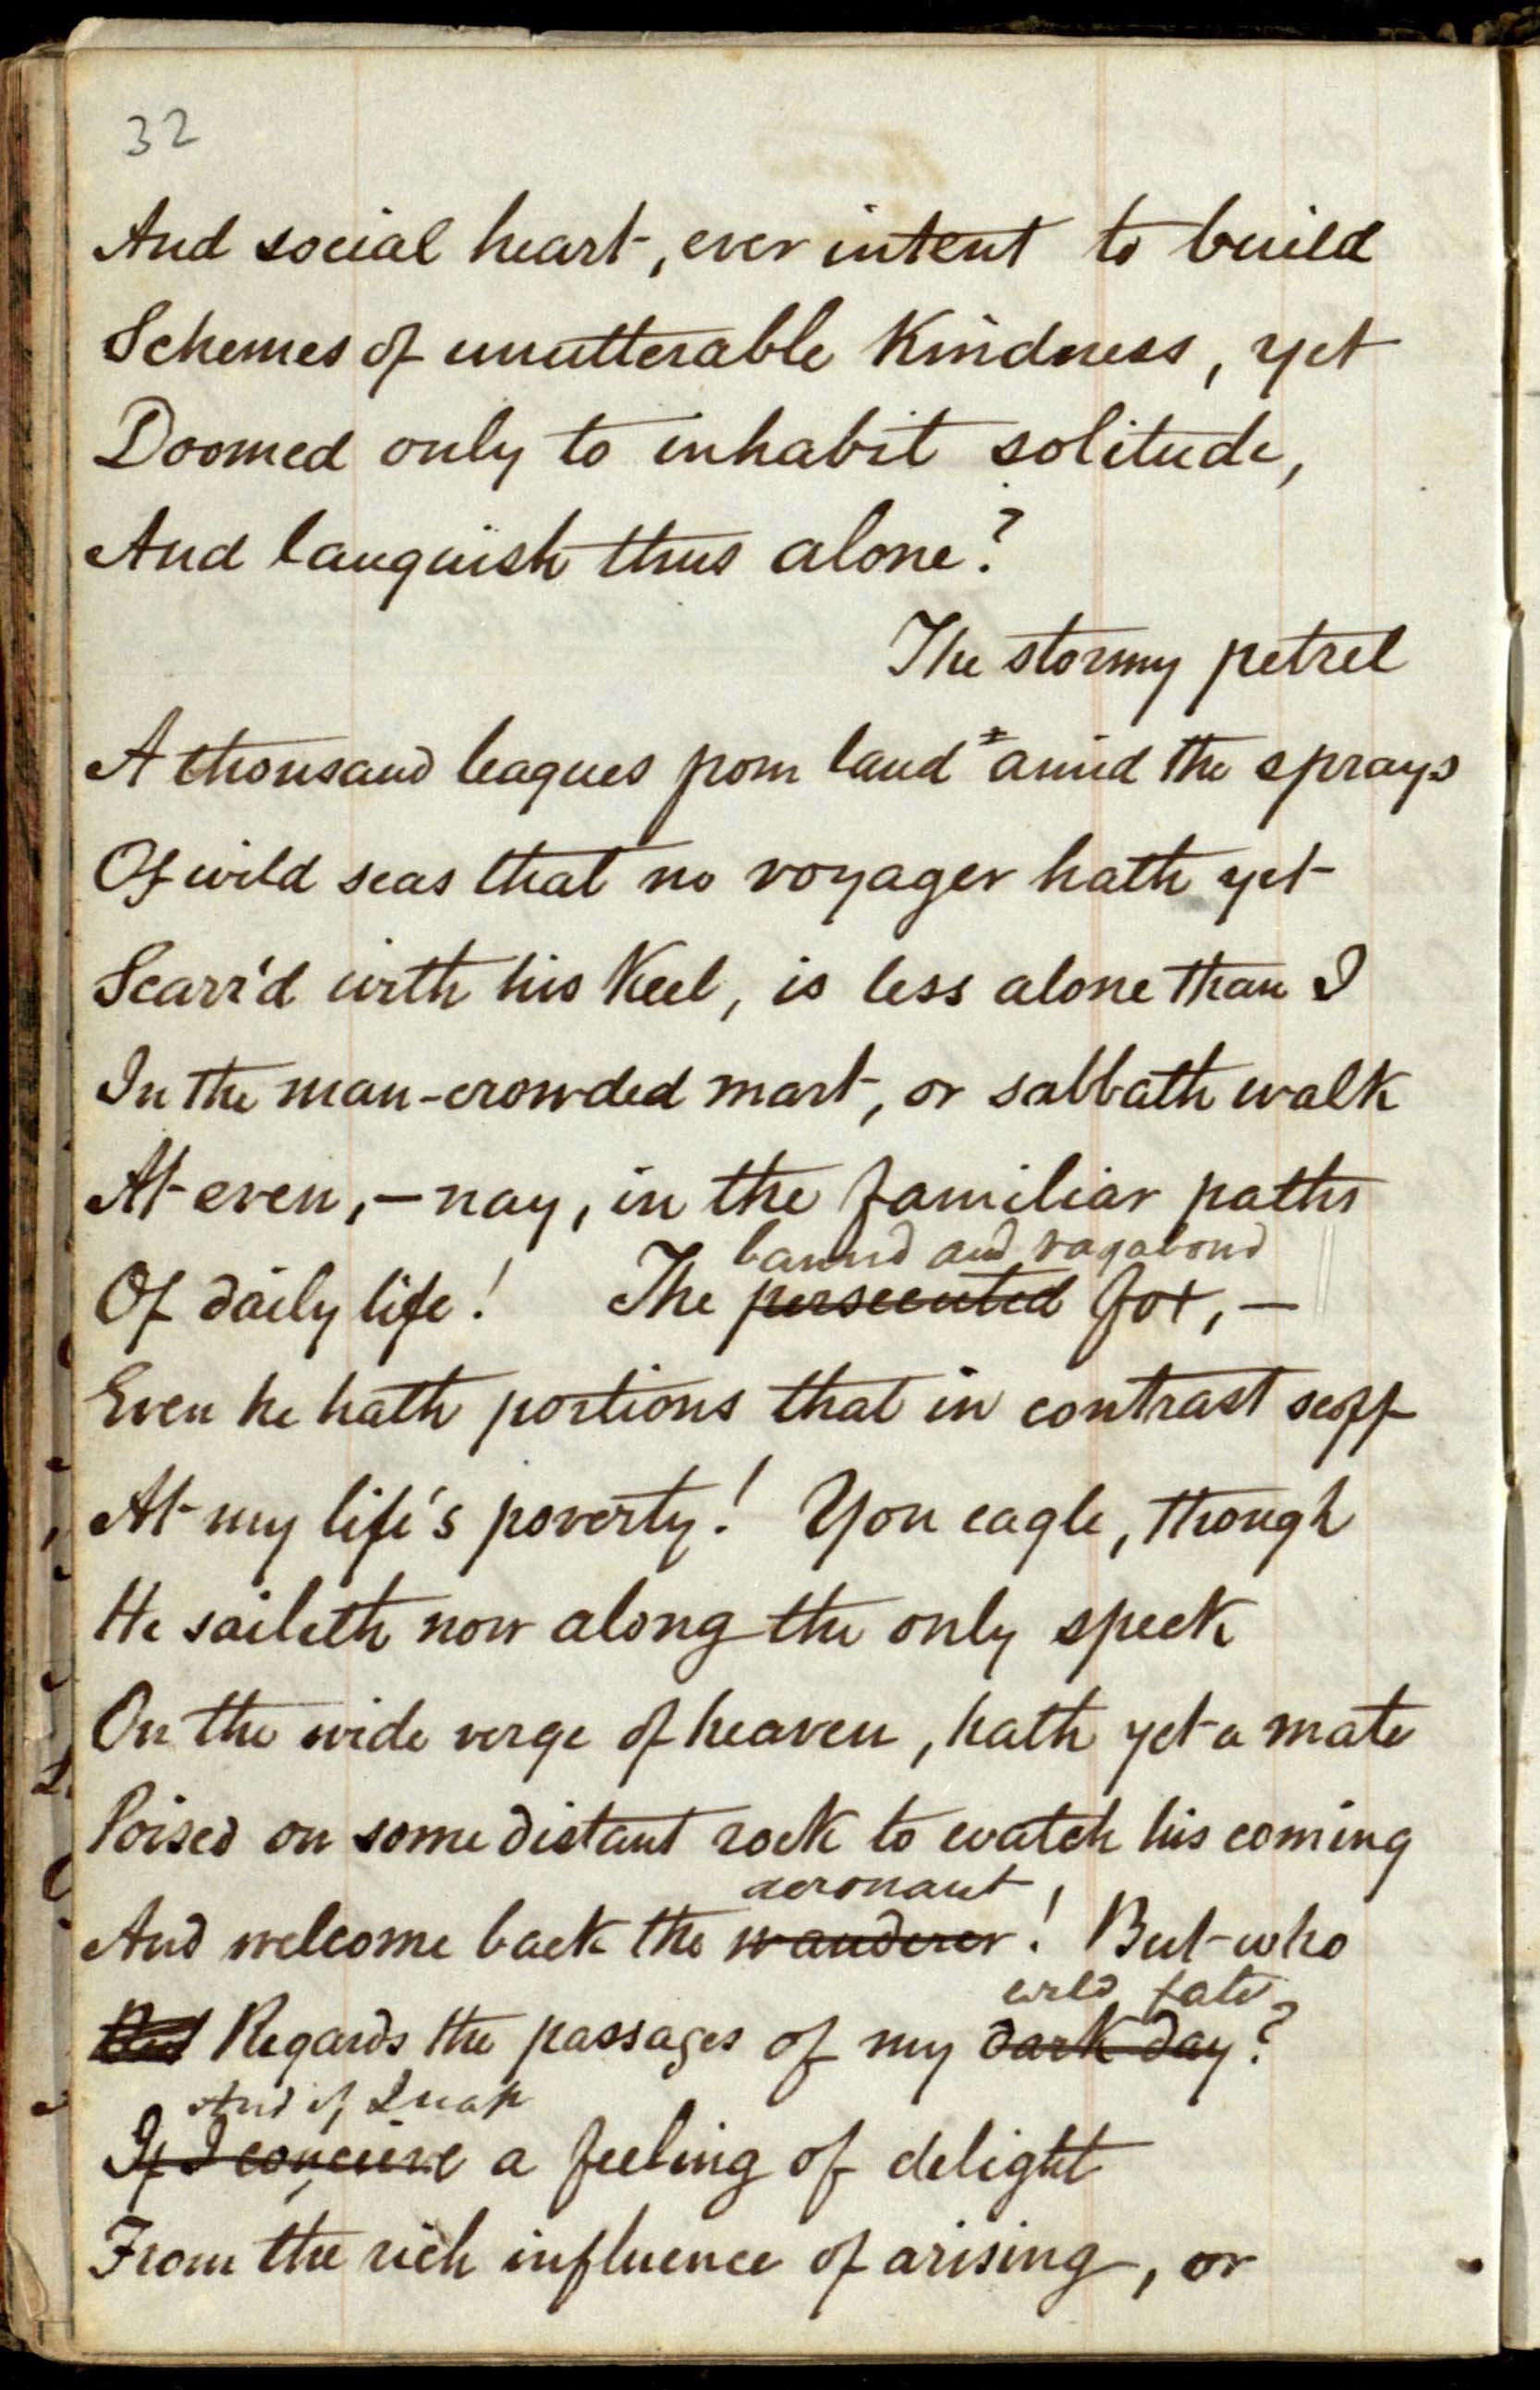 32
And social heart, ever intent to build
Schemes of unutterable Kindness, yet
Doomed only to inhabit solitude,
And languish thus alone?
The stormy petrel
A thousand leagues from land amid the sprays
Of wild seas that no voyager hath yet
Scarr'd with his Keel, is less alone than I
In the man-crowded mart, or sabbath walk
At even, – nay, in the familiar paths
bann'd and vagabond
Of daily life! The persecuted fox, –
Even he hath portions that in contrast scoff
At my life's poverty! Yon eagle, though
He saileth now along the only speck
On the wide verge of heaven, hath yet a mate
Poised on some distant rock to watch his coming
aeronaut,
And welcome back the wanderer! But who
wild fate?
Regards the passages of my dark day?
And if I
If I conceive a feeling of delight
From the rich influence of arising, or